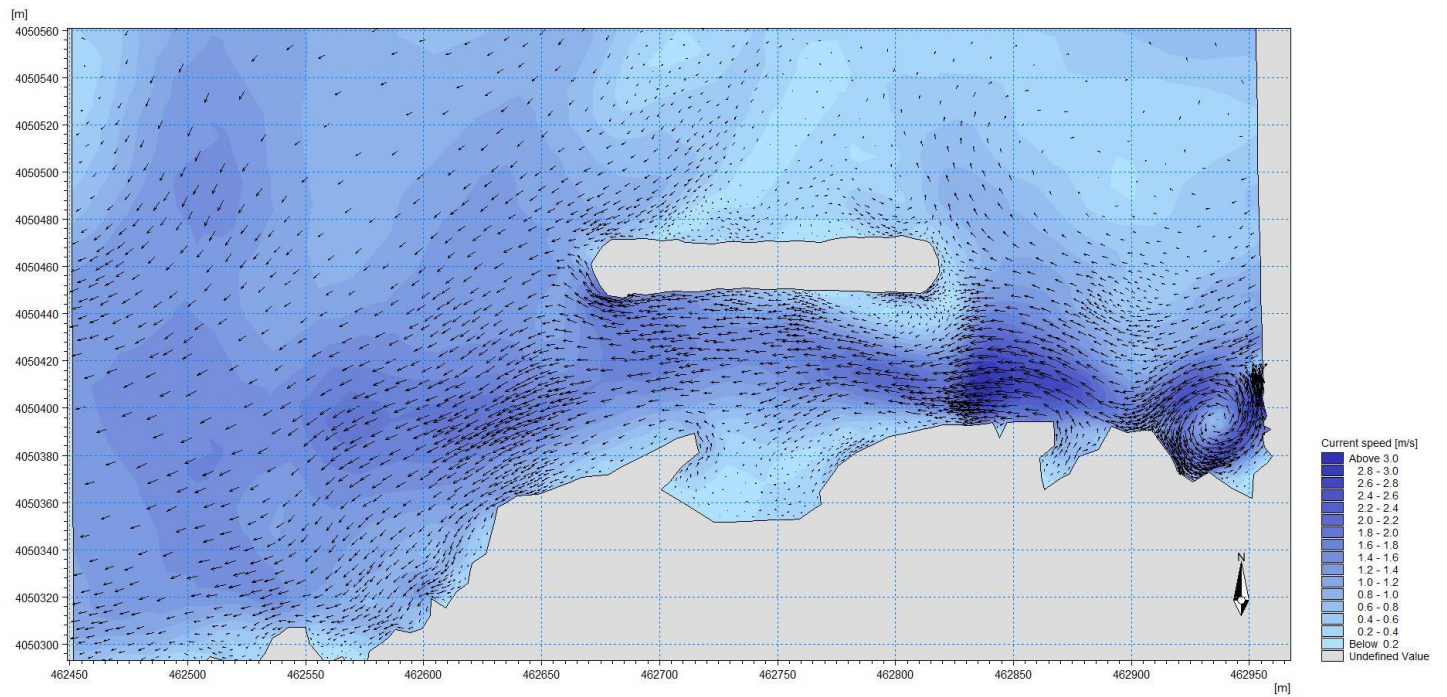 [m]
4050560
4050540
4050520
4050500
4050480
4050460
4050440
4050420
4050400
4050380
4050360
4050340
4050320
4050300
462450 462500 462550 462600 462650 462700 462750 462800 462850 462900 462950
[m]
N
Current speed [m/s]
Above 3.0
2.8 - 3.0
2.6 - 2.8
2.4 - 2.6
2.2 - 2.4
2.0 - 2.2
1.8 - 2.0
1.6 - 1.8
1.4 - 1.6
1.2 - 1.4
1.0 - 1.2
0.8 - 1.0
0.6 - 0.8
0.4 - 0.6
0.2 - 0.4
Below 0.2
Undefined Value